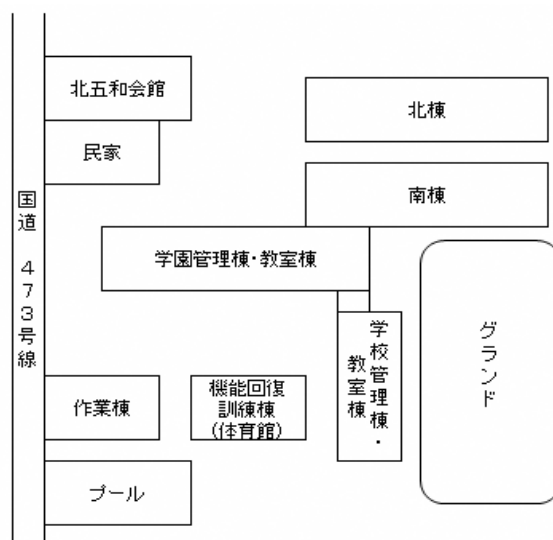 北五和会館
北棟
民家
南棟
国道 473号線
学園管理棟・教室棟
グランド
学校管理棟・
教室棟
作業棟
機能回復
訓練棟
(体育館)
プール